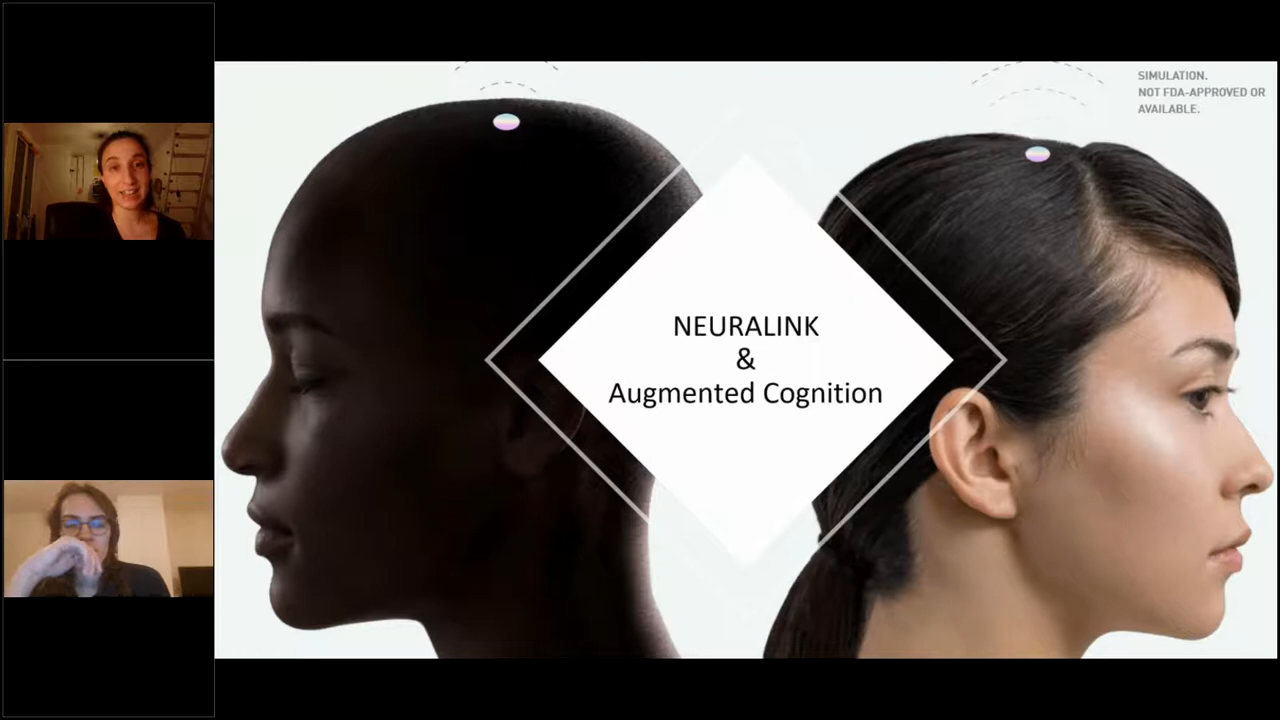 SIMULATION.
NOT FDA-APPROVED OR
AVAILABLE.
NEURALINK
&
Augmented Cognition